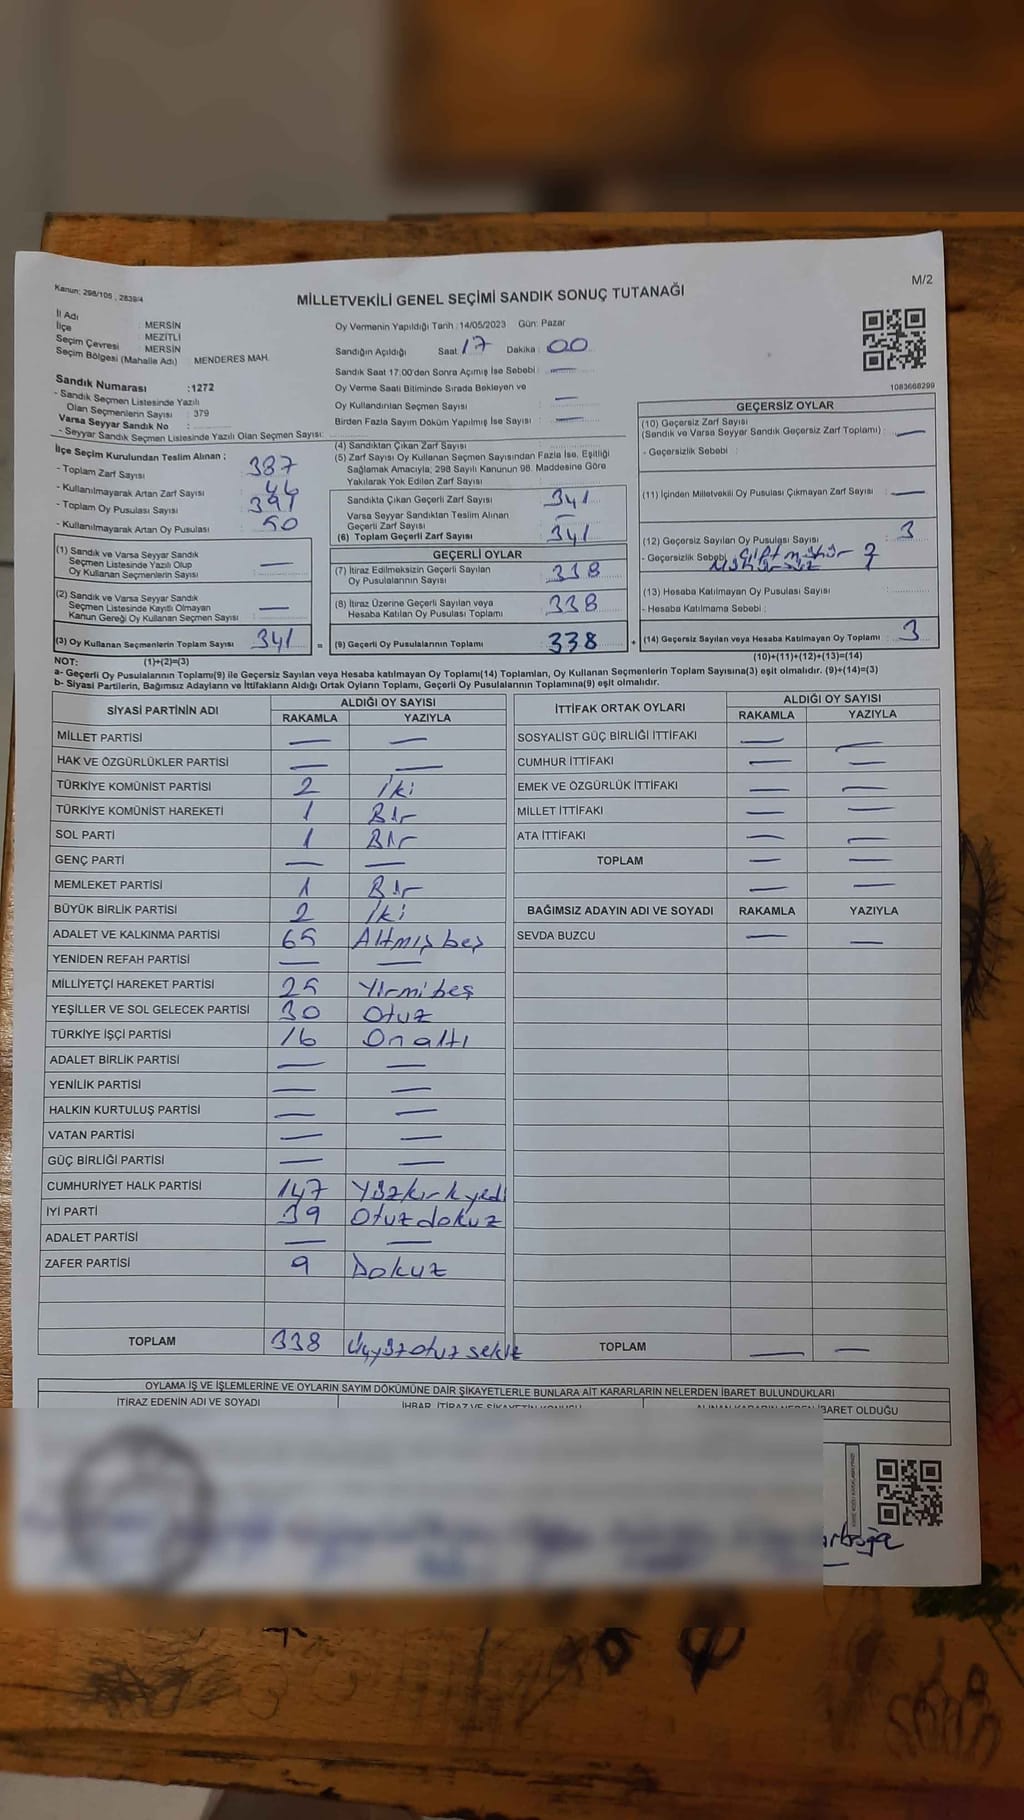 Kanun: 298/105 , 2839/4
M/2
MİLLETVEKİLİ GENEL SEÇİMİ SANDIK SONUÇ TUTANAĞI
İl Adı : MERSİN
İlçe : MEZİTLİ
Seçim Çevresi : MERSİN
Seçim Bölgesi (Mahalle Adı) : MENDERES MAH.
Oy Vermenin Yapıldığı Tarih :14/05/2023 Gün: Pazar
Sandığın Açıldığı Saat : 17 Dakika : 00
Sandık Saat 17:00'den Sonra Açımış İse Sebebi : —
Oy Verme Saati Bitiminde Sırada Bekleyen ve
Oy Kullandırılan Seçmen Sayısı : —
Birden Fazla Sayım Döküm Yapılmış İse Sayısı : —
1083668299
Sandık Numarası :1272
- Sandık Seçmen Listesinde Yazılı
Olan Seçmenlerin Sayısı : 379
Varsa Seyyar Sandık No :
- Seyyar Sandık Seçmen Listesinde Yazılı Olan Seçmen Sayısı:
İlçe Seçim Kurulundan Teslim Alınan :
- Toplam Zarf Sayısı : 387
- Kullanılmayarak Artan Zarf Sayısı : 46
- Toplam Oy Pusulası Sayısı : 391
- Kullanılmayarak Artan Oy Pusulası : 50
(1) Sandık ve Varsa Seyyar Sandık
Seçmen Listesinde Yazılı Olup
Oy Kullanan Seçmenlerin Sayısı : —
(2) Sandık ve Varsa Seyyar Sandık
Seçmen Listesinde Kayıtlı Olmayan
Kanun Gereği Oy Kullanan Seçmen Sayısı : —
(3) Oy Kullanan Seçmenlerin Toplam Sayısı : 341 =
(4) Sandıktan Çıkan Zarf Sayısı :
(5) Zarf Sayısı Oy Kullanan Seçmen Sayısından Fazla İse, Eşitliği
Sağlamak Amacıyla; 298 Sayılı Kanunun 98. Maddesine Göre
Yakılarak Yok Edilen Zarf Sayısı :
Sandıkta Çıkan Geçerli Zarf Sayısı : 341
Varsa Seyyar Sandıktan Teslim Alınan
Geçerli Zarf Sayısı : —
(6) Toplam Geçerli Zarf Sayısı : 341
GEÇERLİ OYLAR
(7) İtiraz Edilmeksizin Geçerli Sayılan
Oy Pusulalarının Sayısı : 338
(8) İtiraz Üzerine Geçerli Sayılan veya
Hesaba Katılan Oy Pusulası Toplamı : 338
(9) Geçerli Oy Pusulalarının Toplamı : 338 +
GEÇERSİZ OYLAR
(10) Geçersiz Zarf Sayısı
(Sandık ve Varsa Seyyar Sandık Geçersiz Zarf Toplamı) : —
- Geçersizlik Sebebi :
(11) İçinden Milletvekili Oy Pusulası Çıkmayan Zarf Sayısı : —
(12) Geçersiz Sayılan Oy Pusulası Sayısı : 3
- Geçersizlik Sebebi : Çift mühür
(13) Hesaba Katılmayan Oy Pusulası Sayısı :
- Hesaba Katılmama Sebebi :
(14) Geçersiz Sayılan veya Hesaba Katılmayan Oy Toplamı : 3
NOT: (1)+(2)=(3)
(10)+(11)+(12)+(13)=(14)
a- Geçerli Oy Pusulalarının Toplamı(9) ile Geçersiz Sayılan veya Hesaba katılmayan Oy Toplamı(14) Toplamları, Oy Kullanan Seçmenlerin Toplam Sayısına(3) eşit olmalıdır. (9)+(14)=(3)
b- Siyasi Partilerin, Bağımsız Adayların ve İttifakların Aldığı Ortak Oyların Toplamı, Geçerli Oy Pusulalarının Toplamına(9) eşit olmalıdır.
SİYASİ PARTİNİN ADI ALDIĞI OY SAYISI
RAKAMLA YAZIYLA
MİLLET PARTİSİ — —
HAK VE ÖZGÜRLÜKLER PARTİSİ — —
TÜRKİYE KOMÜNİST PARTİSİ 2 iki
TÜRKİYE KOMÜNİST HAREKETİ 1 Bir
SOL PARTİ 1 Bir
GENÇ PARTİ — —
MEMLEKET PARTİSİ 1 Bir
BÜYÜK BİRLİK PARTİSİ 2 iki
ADALET VE KALKINMA PARTİSİ 65 Altmış beş
YENİDEN REFAH PARTİSİ — —
MİLLİYETÇİ HAREKET PARTİSİ 25 Yirmi beş
YEŞİLLER VE SOL GELECEK PARTİSİ 30 Otuz
TÜRKİYE İŞÇİ PARTİSİ 16 On altı
ADALET BİRLİK PARTİSİ — —
YENİLİK PARTİSİ — —
HALKIN KURTULUŞ PARTİSİ — —
VATAN PARTİSİ — —
GÜÇ BİRLİĞİ PARTİSİ — —
CUMHURİYET HALK PARTİSİ 147 Yüzkırk yedi
İYİ PARTİ 39 Otuz dokuz
ADALET PARTİSİ — —
ZAFER PARTİSİ 9 Dokuz
TOPLAM 338 Üçyüzotuz sekiz
İTTİFAK ORTAK OYLARI ALDIĞI OY SAYISI
RAKAMLA YAZIYLA
SOSYALİST GÜÇ BİRLİĞİ İTTİFAKI — —
CUMHUR İTTİFAKI — —
EMEK VE ÖZGÜRLÜK İTTİFAKI — —
MİLLET İTTİFAKI — —
ATA İTTİFAKI — —
TOPLAM — —
— —
BAĞIMSIZ ADAYIN ADI VE SOYADI RAKAMLA YAZIYLA
SEVDA BUZCU — —
TOPLAM — —
OYLAMA İŞ VE İŞLEMLERİNE VE OYLARIN SAYIM DÖKÜMÜNE DAİR ŞİKAYETLERLE BUNLARA AİT KARARLARIN NELERDEN İBARET BULUNDUKLARI
İTİRAZ EDENİN ADI VE SOYADI
İBARET OLDUĞU